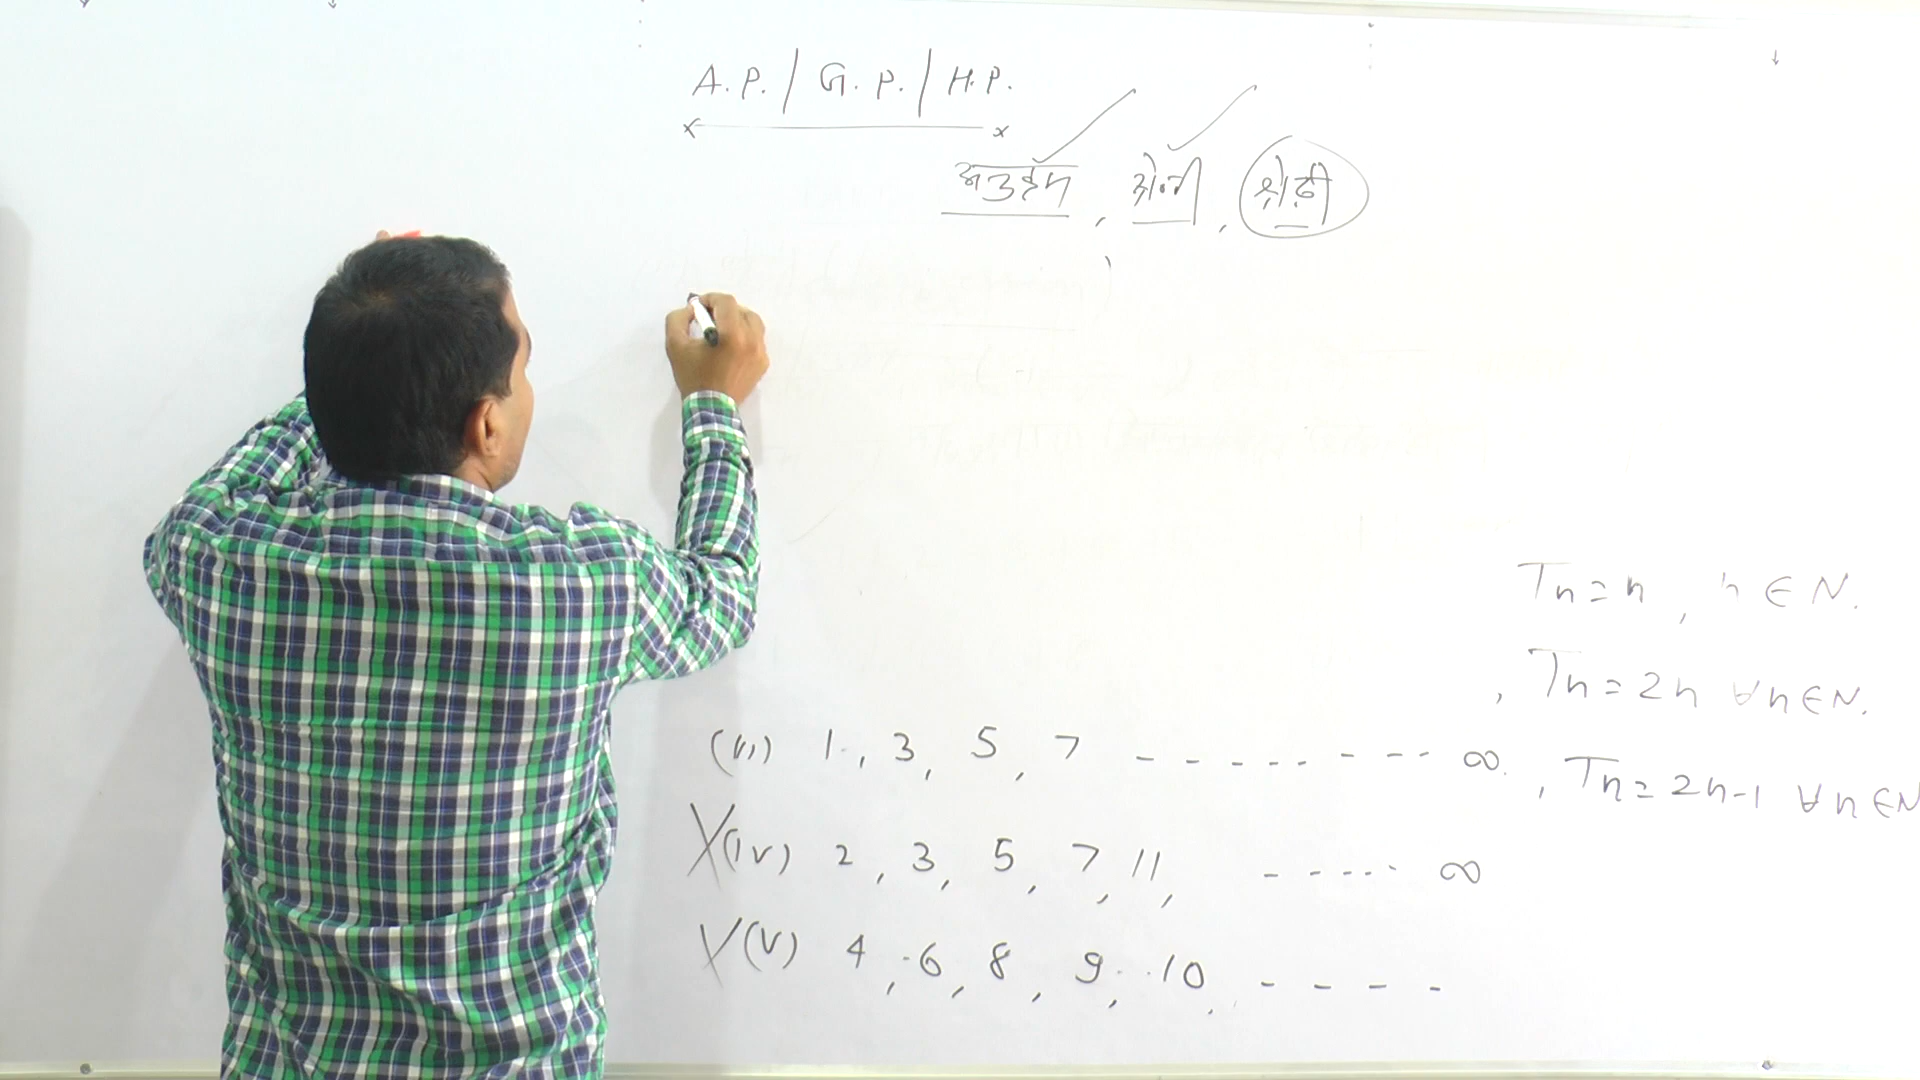 A.P. / G.P. / H.P.
अनुक्रम, श्रेणी, श्रेढ़ी
Tn = n, n ∈ N.
, Tn = 2n ∀ n ∈ N.
(iii) 1, 3, 5, 7 - - - - - - - - - ∞. , Tn = 2n-1 ∀ n ∈ N
X (iv) 2, 3, 5, 7, 11, - - - - - ∞
X (v) 4, 6, 8, 9, 10, - - - -